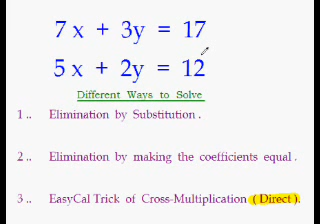 7 x + 3y = 17
5 x + 2y = 12
Different Ways to Solve
1 .. Elimination by Substitution .
2 .. Elimination by making the coefficients equal .
3 .. EasyCal Trick of Cross-Multiplication ( Direct ).